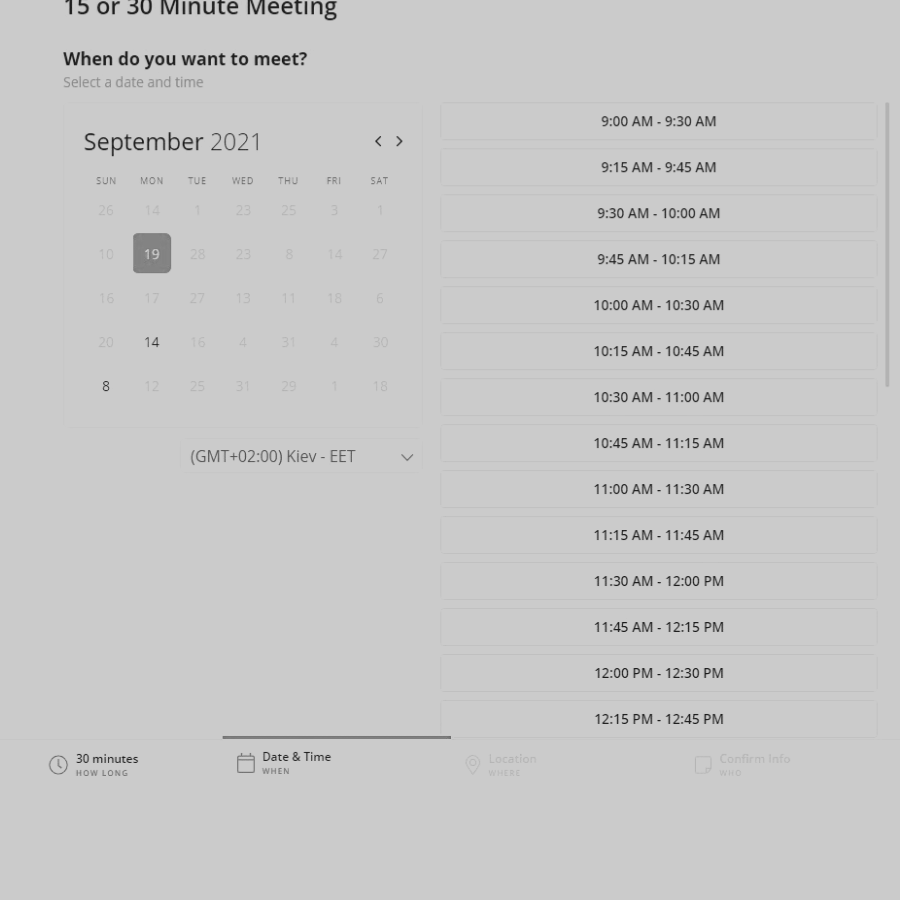 15 or 30 Minute Meeting
When do you want to meet?
Select a date and time
September 2021
SUN MON TUE WED THU FRI SAT
26 14 1 23 25 3 1
10 19 28 23 8 14 27
16 17 27 13 11 18 6
20 14 16 4 31 4 30
8 12 25 31 29 1 18
(GMT+02:00) Kiev - EET
9:00 AM - 9:30 AM
9:15 AM - 9:45 AM
9:30 AM - 10:00 AM
9:45 AM - 10:15 AM
10:00 AM - 10:30 AM
10:15 AM - 10:45 AM
10:30 AM - 11:00 AM
10:45 AM - 11:15 AM
11:00 AM - 11:30 AM
11:15 AM - 11:45 AM
11:30 AM - 12:00 PM
11:45 AM - 12:15 PM
12:00 PM - 12:30 PM
12:15 PM - 12:45 PM
30 minutes
HOW LONG
Date & Time
WHEN
Location
WHERE
Confirm Info
WHO